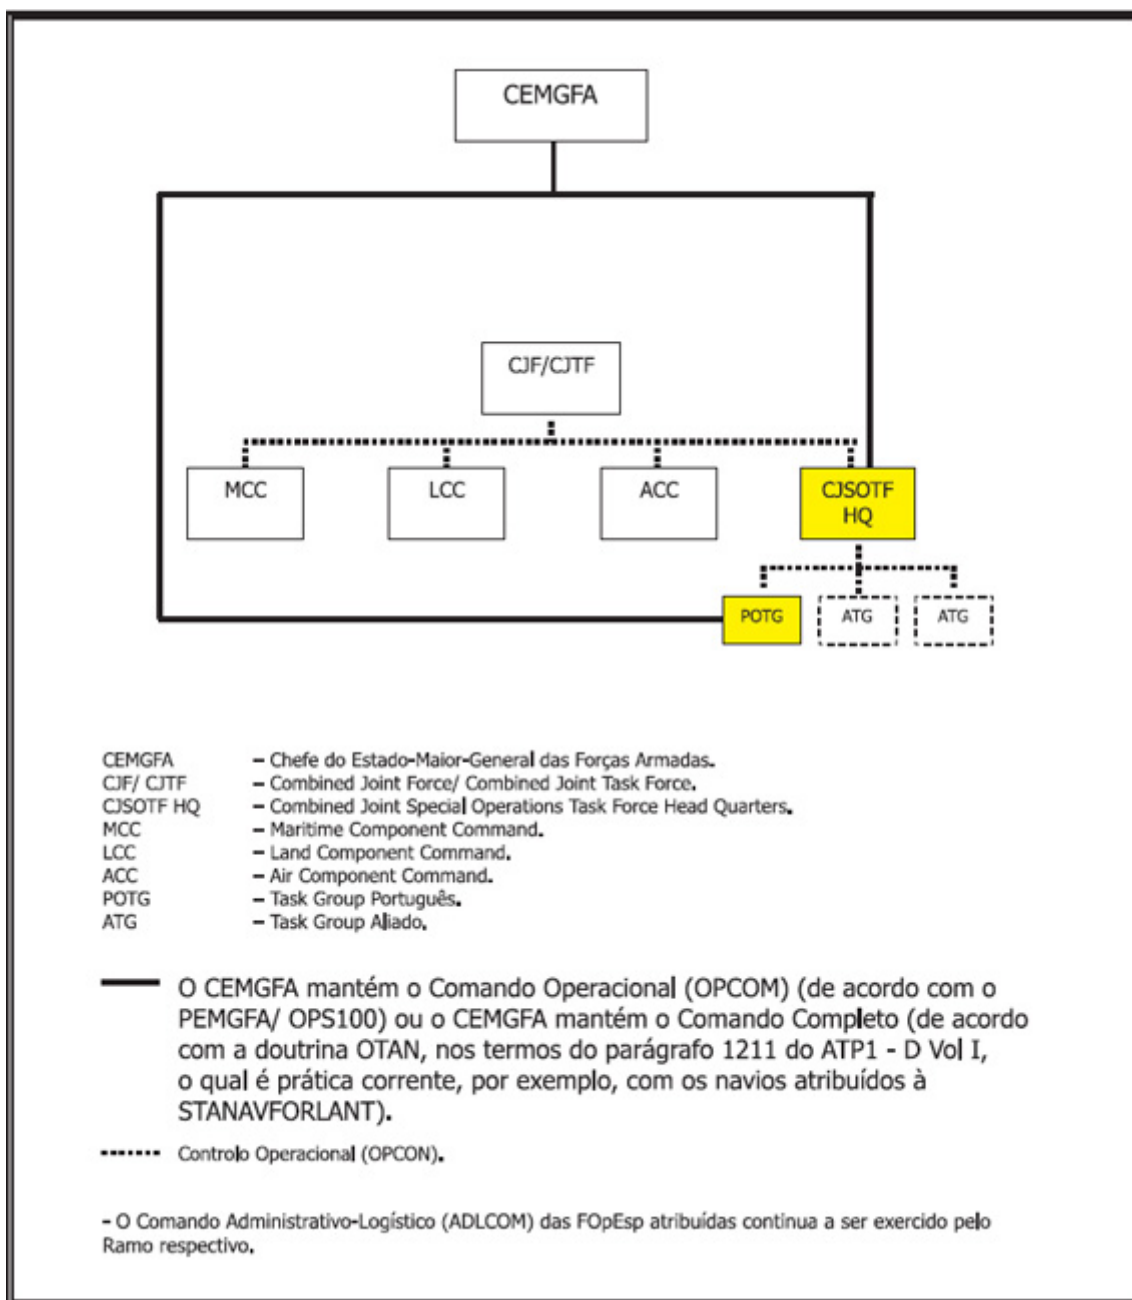 CEMGFA
CJF/CJTF
MCC
LCC
ACC
CJSOTF
HQ
POTG
ATG
ATG
CEMGFA – Chefe do Estado-Maior-General das Forças Armadas.
CJF/ CJTF – Combined Joint Force/ Combined Joint Task Force.
CJSOTF HQ – Combined Joint Special Operations Task Force Head Quarters.
MCC – Maritime Component Command.
LCC – Land Component Command.
ACC – Air Component Command.
POTG – Task Group Português.
ATG – Task Group Aliado.
O CEMGFA mantém o Comando Operacional (OPCOM) (de acordo com o
PEMGFA/ OPS100) ou o CEMGFA mantém o Comando Completo (de acordo
com a doutrina OTAN, nos termos do parágrafo 1211 do ATP1 - D Vol I,
o qual é prática corrente, por exemplo, com os navios atribuídos à
STANAVFORLANT).
Controlo Operacional (OPCON).
– O Comando Administrativo-Logístico (ADLCOM) das FOpEsp atribuídas continua a ser exercido pelo
Ramo respectivo.